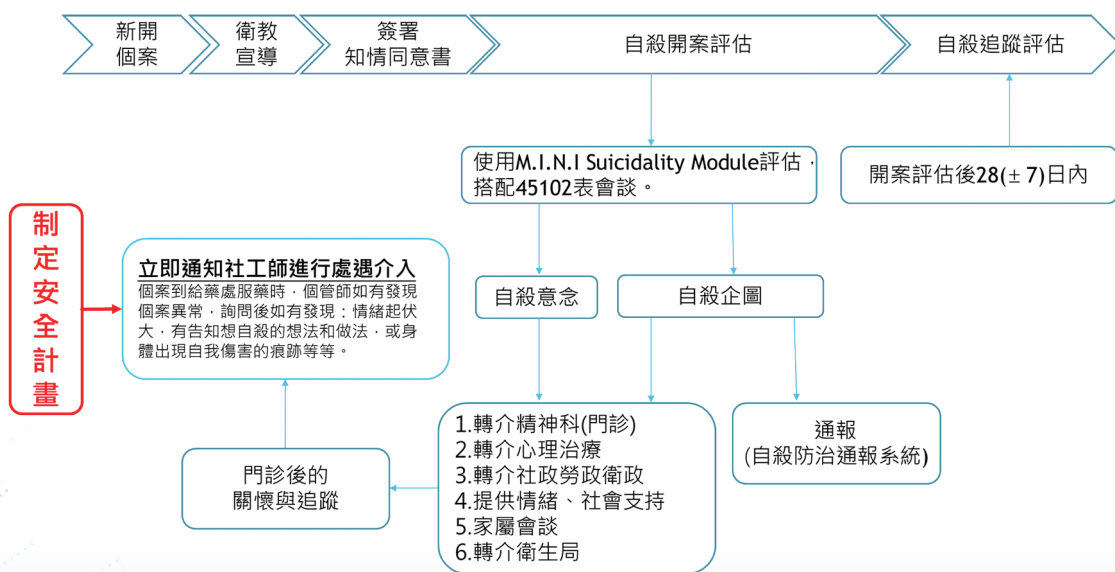 新開
個案
衛教
宣導
簽署
知情同意書
自殺開案評估
自殺追蹤評估
使用M.I.N.I Suicidality Module評估，
搭配45102表會談。
開案評估後28(± 7)日內
制定安全計畫
立即通知社工師進行處遇介入
個案到給藥處服藥時，個管師如有發現
個案異常，詢問後如有發現：情緒起伏
大，有告知想自殺的想法和做法，或身
體出現自我傷害的痕跡等等。
自殺意念
自殺企圖
1.轉介精神科(門診)
2.轉介心理治療
3.轉介社政勞政衛政
4.提供情緒、社會支持
5.家屬會談
6.轉介衛生局
通報
(自殺防治通報系統)
門診後的
關懷與追蹤